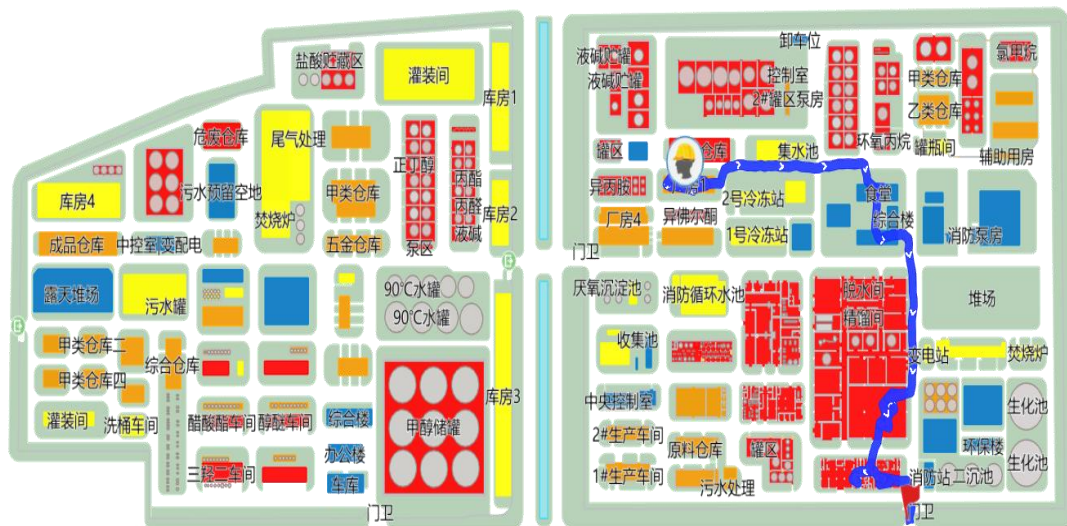 盐酸贮藏区
灌装间
库房1
危废仓库
尾气处理
正丁醇
丙酯
丙醛
液碱
泵区
甲类仓库
库房2
库房4
污水预留空地
焚烧炉
成品仓库
中控室
变配电
五金仓库
露天堆场
污水罐
90℃水罐
90℃水罐
甲类仓库二
综合仓库
甲类仓库四
灌装间
洗桶车间
醋酸酯车间
醇醚车间
综合楼
甲醇储罐
库房3
三羟二车间
办公楼
车库
门卫
液碱贮罐
液碱贮罐
卸车位
控制室
2#罐区泵房
环氧丙烷
氯甲烷
甲类仓库
乙类仓库
罐瓶间
辅助用房
罐区
仓库
集水池
异丙胺
房1
2号冷冻站
食堂
综合楼
厂房4
异佛尔酮
1号冷冻站
消防泵房
门卫
厌氧沉淀池
消防循环水池
脱水间
精馏间
堆场
收集池
变电站
焚烧炉
中央控制室
2#生产车间
原料仓库
罐区
环保楼
生化池
1#生产车间
污水处理
消防站
二沉池
生化池
门卫